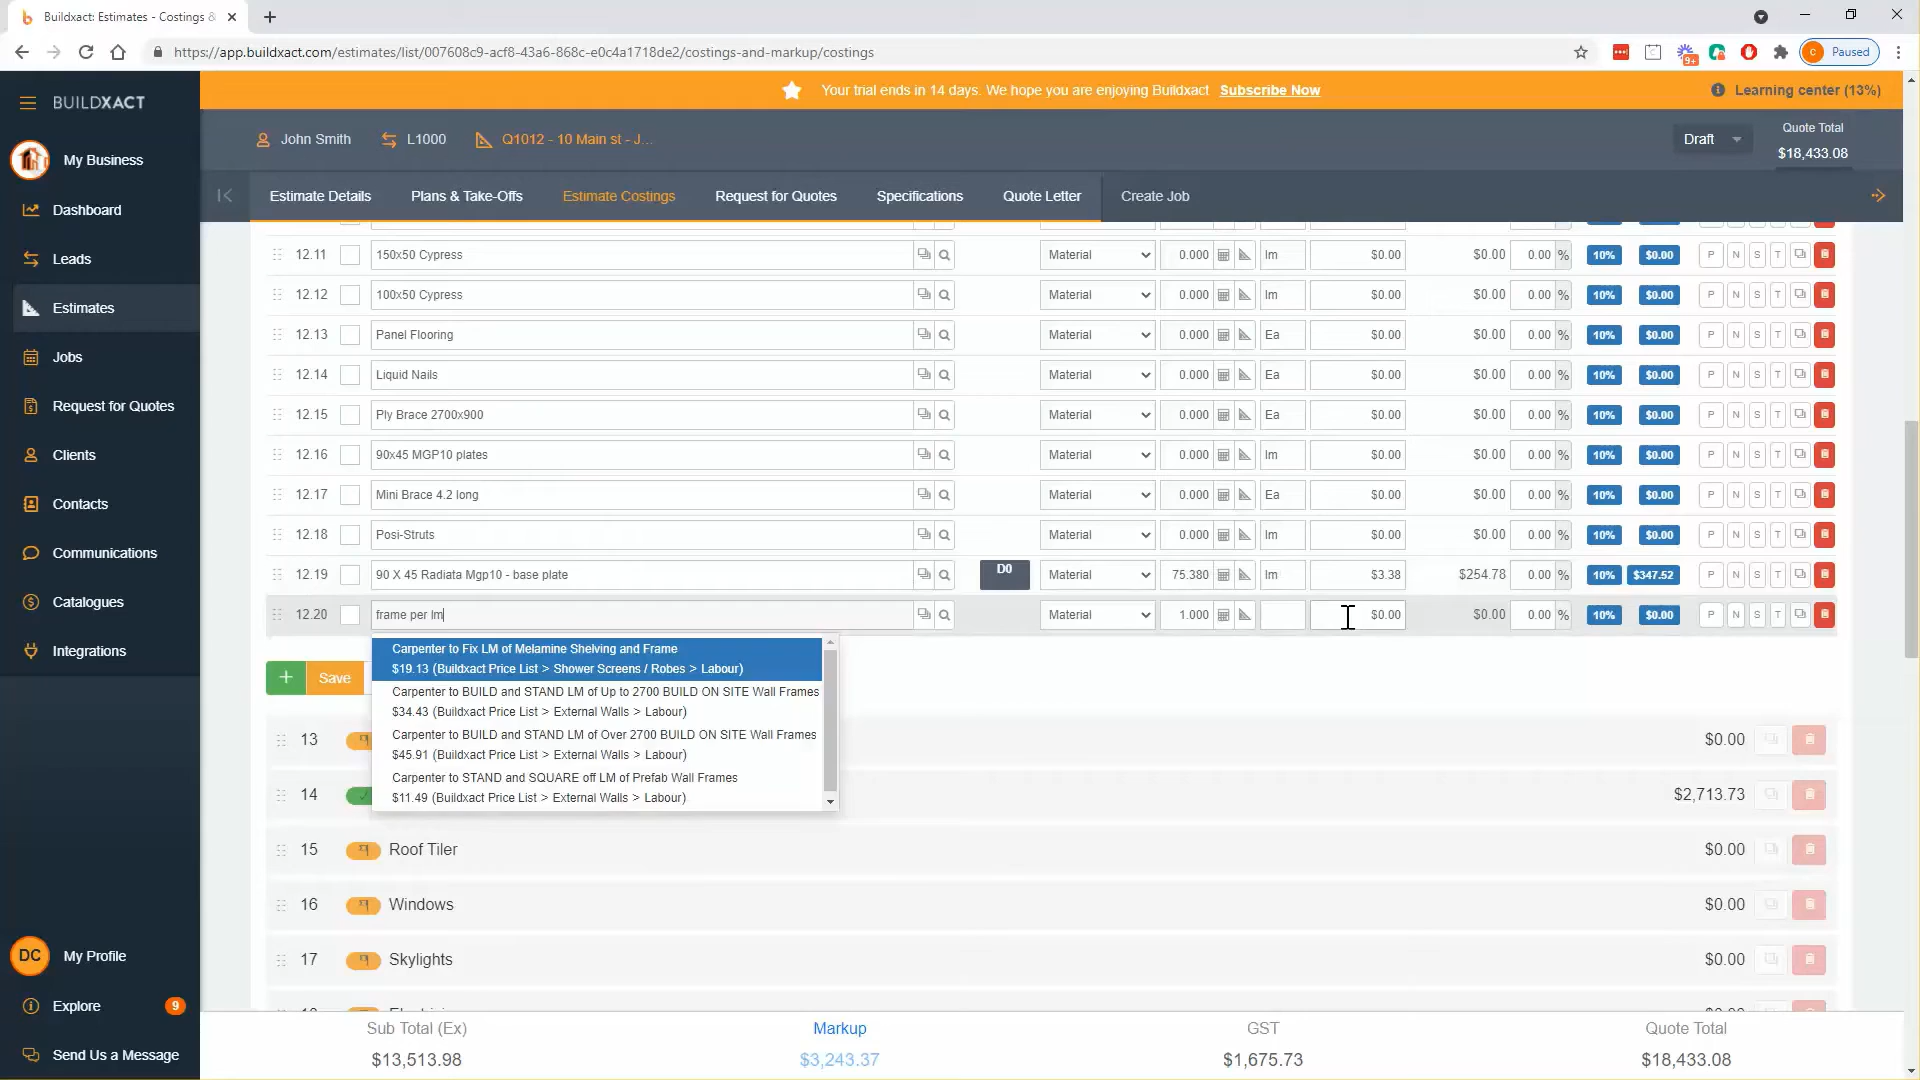 Buildxact: Estimates - Costings &
https://app.buildxact.com/estimates/list/007608c9-acf8-43a6-868c-e0c4a1718de2/costings-and-markup/costings
9+
C Paused
BUILDXACT
Your trial ends in 14 days. We hope you are enjoying Buildxact Subscribe Now
Learning center (13%)
John Smith L1000 Q1012 - 10 Main st - J...
Draft
Quote Total
$18,433.08
Estimate Details Plans & Take-Offs Estimate Costings Request for Quotes Specifications Quote Letter Create Job
My Business
Dashboard
Leads
Estimates
Jobs
Request for Quotes
Clients
Contacts
Communications
Catalogues
Integrations
DC My Profile
Explore 9
Send Us a Message
12.11 150x50 Cypress Material 0.000 lm $0.00 $0.00 0.00 % 10% $0.00 P N S T
12.12 100x50 Cypress Material 0.000 lm $0.00 $0.00 0.00 % 10% $0.00 P N S T
12.13 Panel Flooring Material 0.000 Ea $0.00 $0.00 0.00 % 10% $0.00 P N S T
12.14 Liquid Nails Material 0.000 Ea $0.00 $0.00 0.00 % 10% $0.00 P N S T
12.15 Ply Brace 2700x900 Material 0.000 Ea $0.00 $0.00 0.00 % 10% $0.00 P N S T
12.16 90x45 MGP10 plates Material 0.000 lm $0.00 $0.00 0.00 % 10% $0.00 P N S T
12.17 Mini Brace 4.2 long Material 0.000 Ea $0.00 $0.00 0.00 % 10% $0.00 P N S T
12.18 Posi-Struts Material 0.000 lm $0.00 $0.00 0.00 % 10% $0.00 P N S T
12.19 90 X 45 Radiata Mgp10 - base plate D0 Material 75.380 lm $3.38 $254.78 0.00 % 10% $347.52 P N S T
12.20 frame per lm Material 1.000 $0.00 $0.00 0.00 % 10% $0.00 P N S T
Carpenter to Fix LM of Melamine Shelving and Frame
$19.13 (Buildxact Price List > Shower Screens / Robes > Labour)
Carpenter to BUILD and STAND LM of Up to 2700 BUILD ON SITE Wall Frames
$34.43 (Buildxact Price List > External Walls > Labour)
Carpenter to BUILD and STAND LM of Over 2700 BUILD ON SITE Wall Frames
$45.91 (Buildxact Price List > External Walls > Labour)
Carpenter to STAND and SQUARE off LM of Prefab Wall Frames
$11.49 (Buildxact Price List > External Walls > Labour)
+ Save
13 $0.00
14 $2,713.73
15 Roof Tiler $0.00
16 Windows $0.00
17 Skylights $0.00
Sub Total (Ex) Markup GST Quote Total
$13,513.98 $3,243.37 $1,675.73 $18,433.08